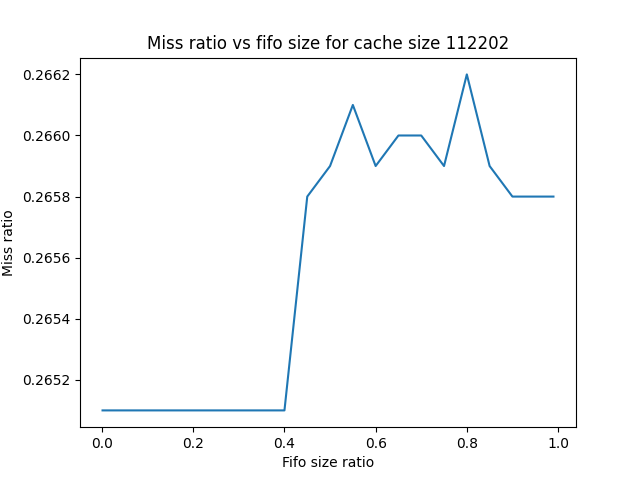 Miss ratio vs fifo size for cache size 112202
0.2662
0.2660
0.2658
0.2656
0.2654
0.2652
Miss ratio
0.0 0.2 0.4 0.6 0.8 1.0
Fifo size ratio